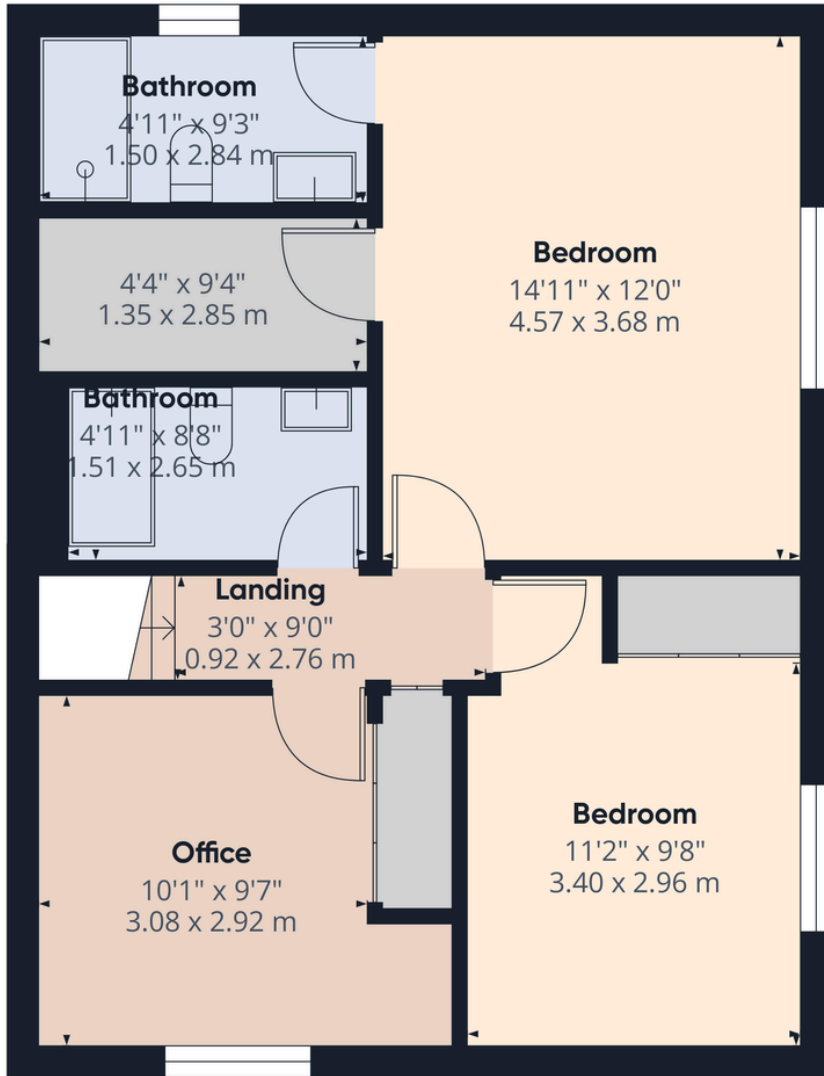 Bathroom
4'11" x 9'3"
1.50 x 2.84 m
4'4" x 9'4"
1.35 x 2.85 m
Bedroom
14'11" x 12'0"
4.57 x 3.68 m
Bathroom
4'11" x 8'8"
1.51 x 2.65 m
Landing
3'0" x 9'0"
0.92 x 2.76 m
Office
10'1" x 9'7"
3.08 x 2.92 m
Bedroom
11'2" x 9'8"
3.40 x 2.96 m